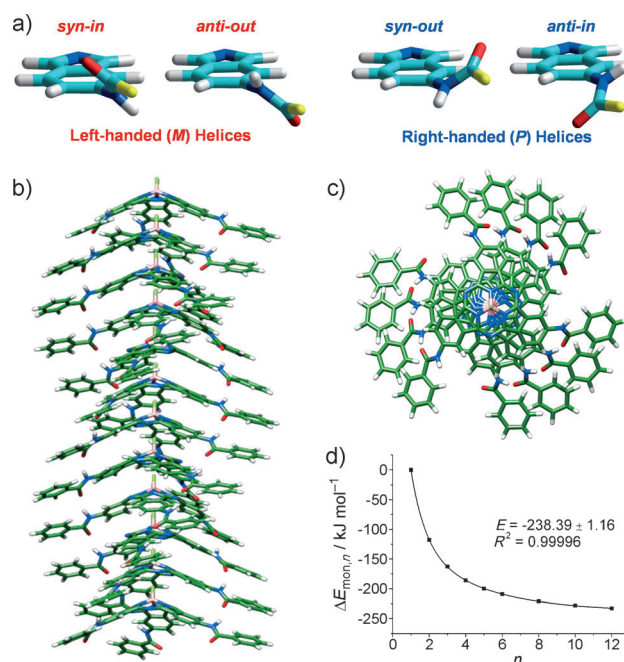 a)
syn-in anti-out syn-out anti-in
Left-handed (M) Helices Right-handed (P) Helices
b)
c)
d)
0
-50
-100
-150
-200
-250
ΔE_mon,n / kJ mol⁻¹
E = -238.39 ± 1.16
R² = 0.99996
0 2 4 6 8 10 12
n